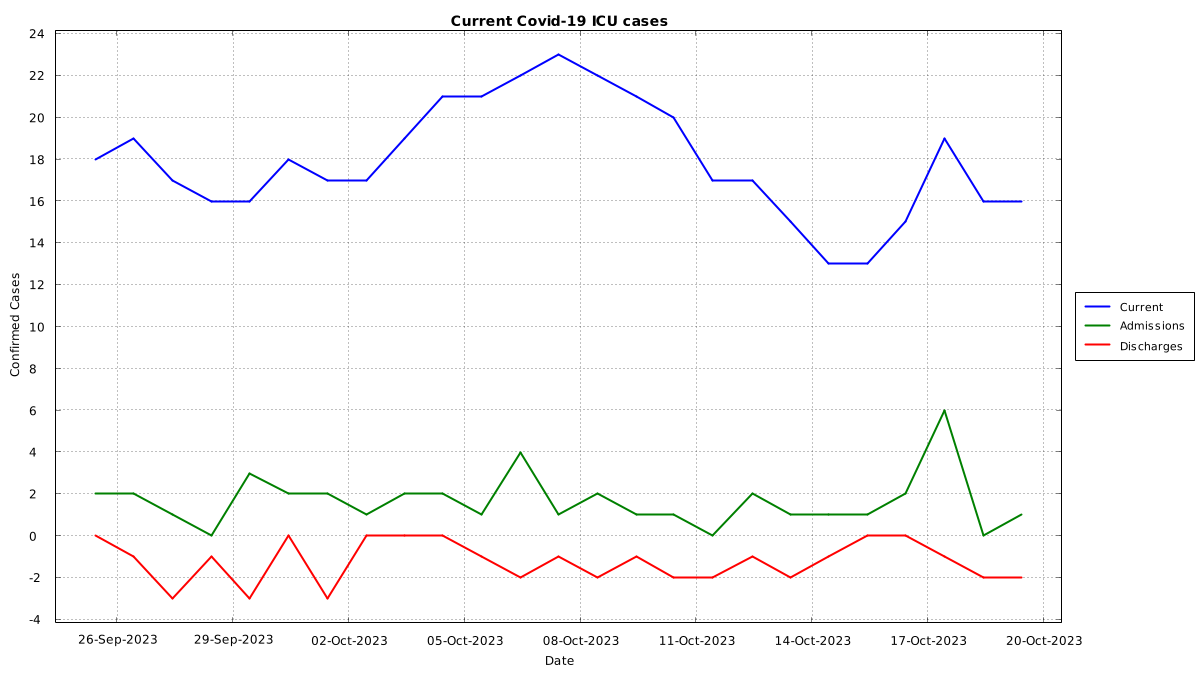 Current Covid-19 ICU cases
24
22
20
18
16
14
12
10
8
6
4
2
0
-2
-4
Confirmed Cases
26-Sep-2023 29-Sep-2023 02-Oct-2023 05-Oct-2023 08-Oct-2023 11-Oct-2023 14-Oct-2023 17-Oct-2023 20-Oct-2023
Date
Current
Admissions
Discharges